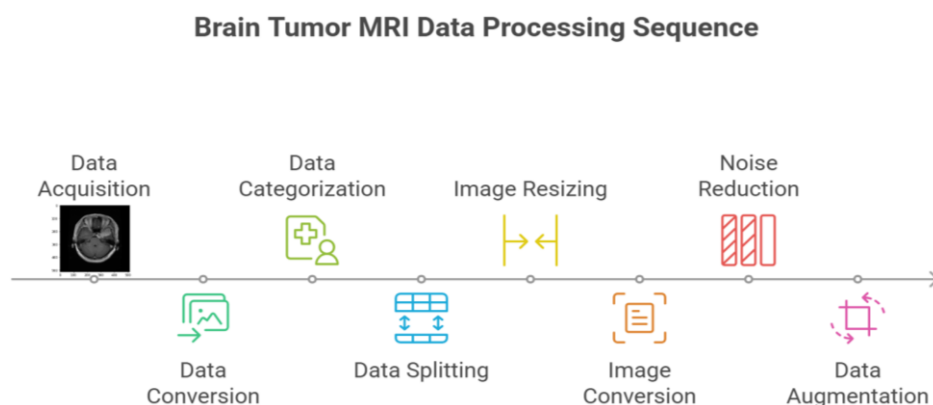 Brain Tumor MRI Data Processing Sequence
Data
Acquisition
Data
Categorization
Image Resizing
Noise
Reduction
Data
Conversion
Data Splitting
Image
Conversion
Data
Augmentation